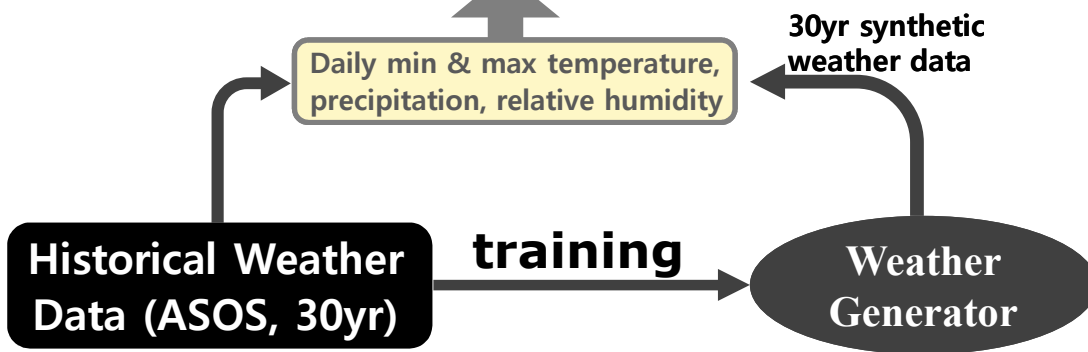 30yr synthetic
weather data
Daily min & max temperature,
precipitation, relative humidity
Historical Weather
Data (ASOS, 30yr)
training
Weather
Generator